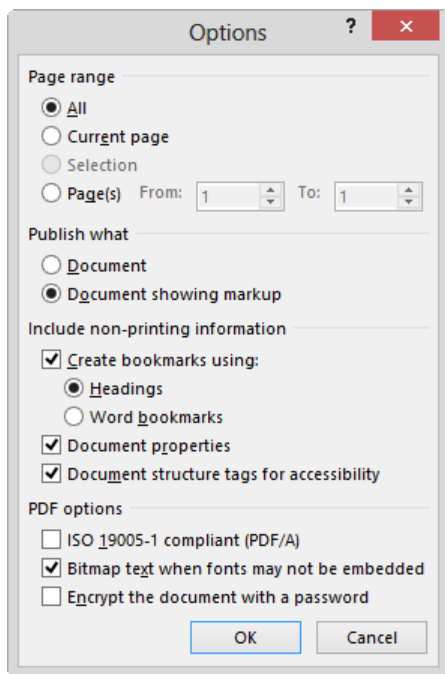 Options ?
Page range
All
Current page
Selection
Page(s) From: 1 To: 1
Publish what
Document
Document showing markup
Include non-printing information
Create bookmarks using:
Headings
Word bookmarks
Document properties
Document structure tags for accessibility
PDF options
ISO 19005-1 compliant (PDF/A)
Bitmap text when fonts may not be embedded
Encrypt the document with a password
OK Cancel